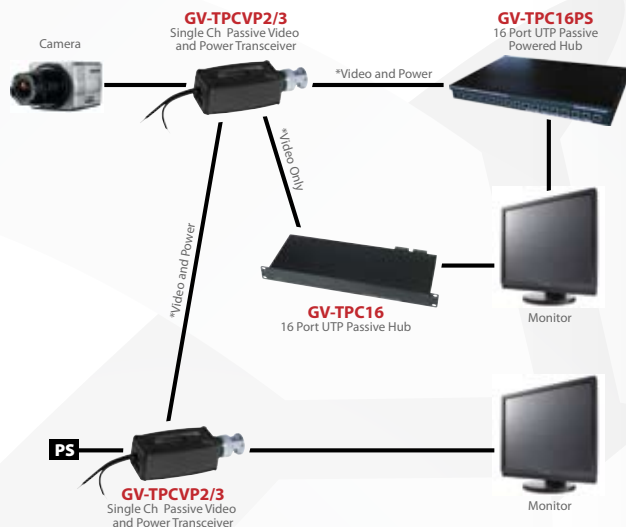 Camera
GV-TPCVP2/3
Single Ch Passive Video
and Power Transceiver
GV-TPC16PS
16 Port UTP Passive
Powered Hub
*Video and Power
*Video Only
*Video and Power
GV-TPC16
16 Port UTP Passive Hub
Monitor
PS
GV-TPCVP2/3
Single Ch Passive Video
and Power Transceiver
Monitor